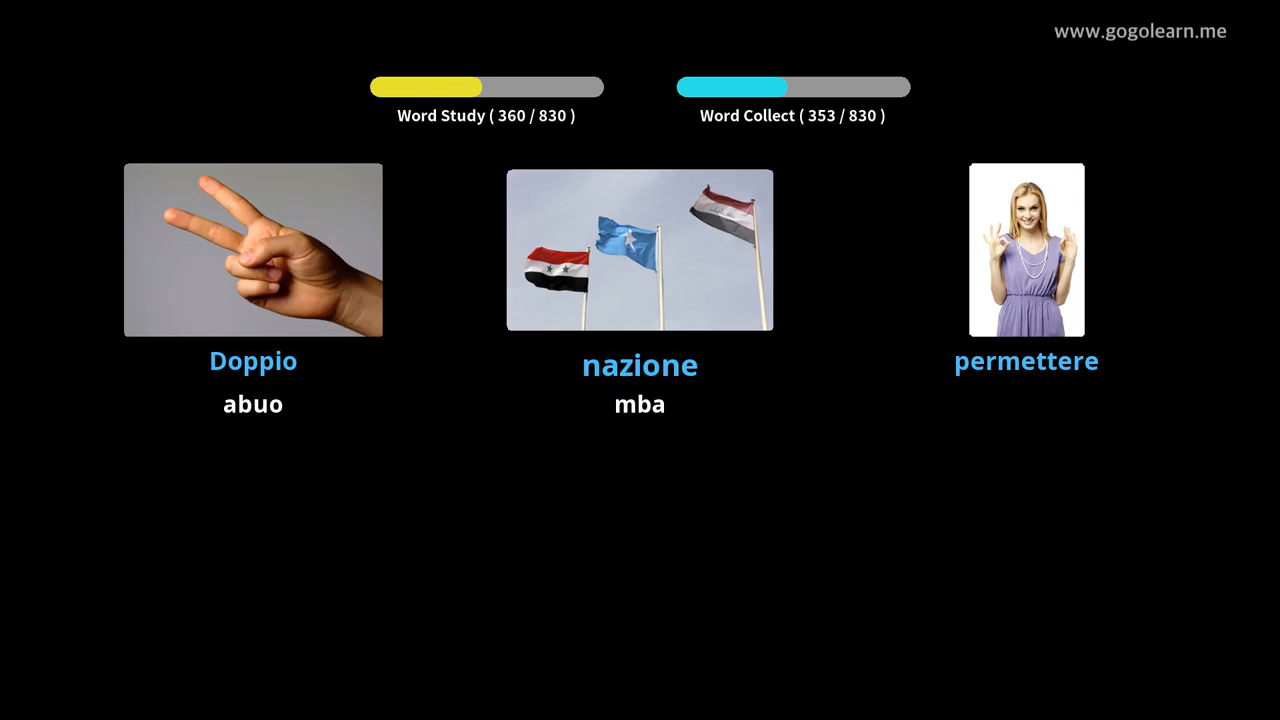 www.gogolearn.me
Word Study ( 360 / 830 )
Word Collect ( 353 / 830 )
Doppio
nazione
permettere
abuo
mba